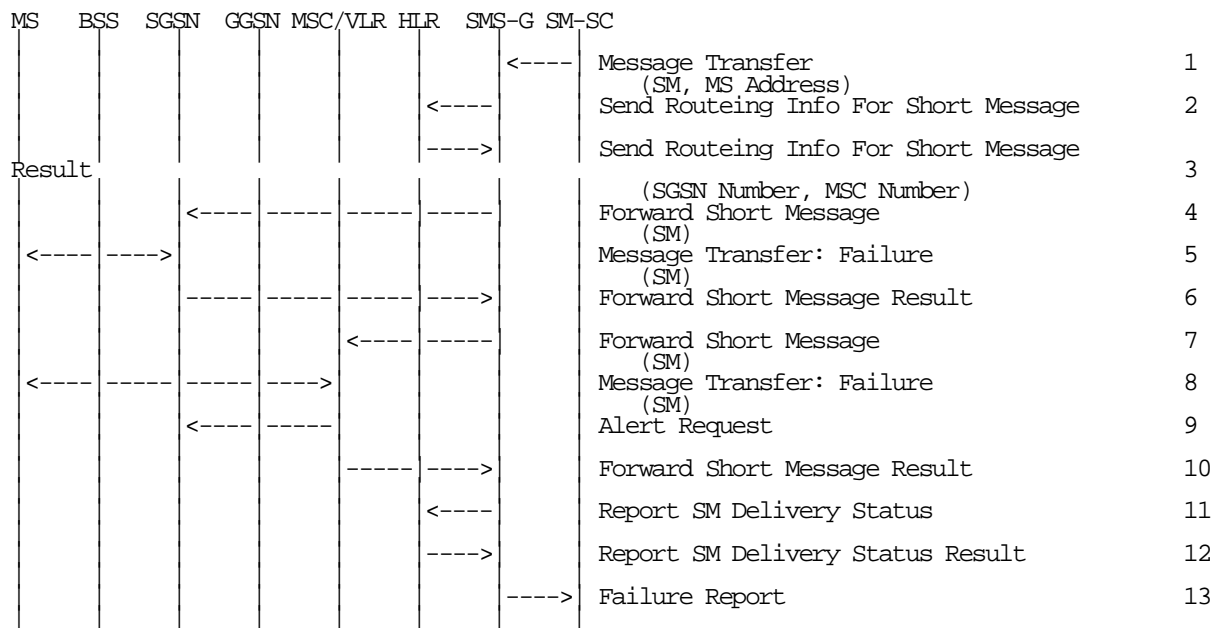 MS BSS SGSN GGSN MSC/VLR HLR SMS-G SM-SC
Message Transfer 1
(SM, MS Address)
Send Routeing Info For Short Message 2
Send Routeing Info For Short Message
Result 3
(SGSN Number, MSC Number)
Forward Short Message 4
(SM)
Message Transfer: Failure 5
(SM)
Forward Short Message Result 6
Forward Short Message 7
(SM)
Message Transfer: Failure 8
(SM)
Alert Request 9
Forward Short Message Result 10
Report SM Delivery Status 11
Report SM Delivery Status Result 12
Failure Report 13